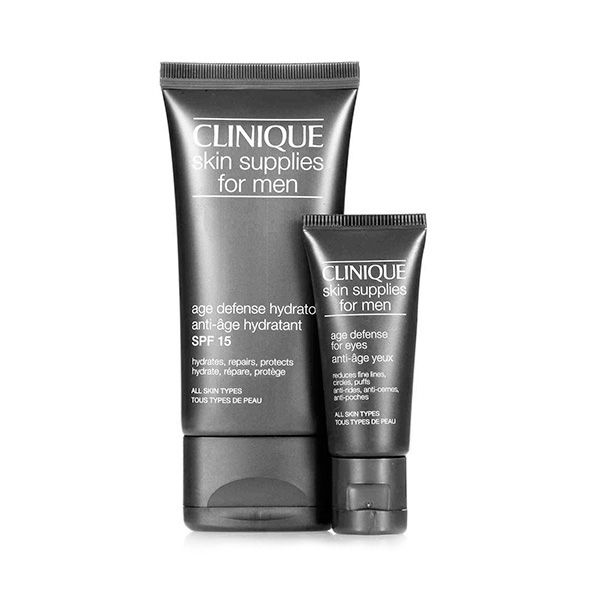 CLINIQUE
skin supplies
for men
age defense hydrato
anti-âge hydratant
SPF 15
hydrates, repairs, protects
hydrate, répare, protège
ALL SKIN TYPES
TOUS TYPES DE PEAU
CLINIQUE
skin supplies
for men
age defense
for eyes
anti-âge yeux
reduces fine lines,
circles, puffs
anti-rides, anti-cernes,
anti-poches
ALL SKIN TYPES
TOUS TYPES DE PEAU